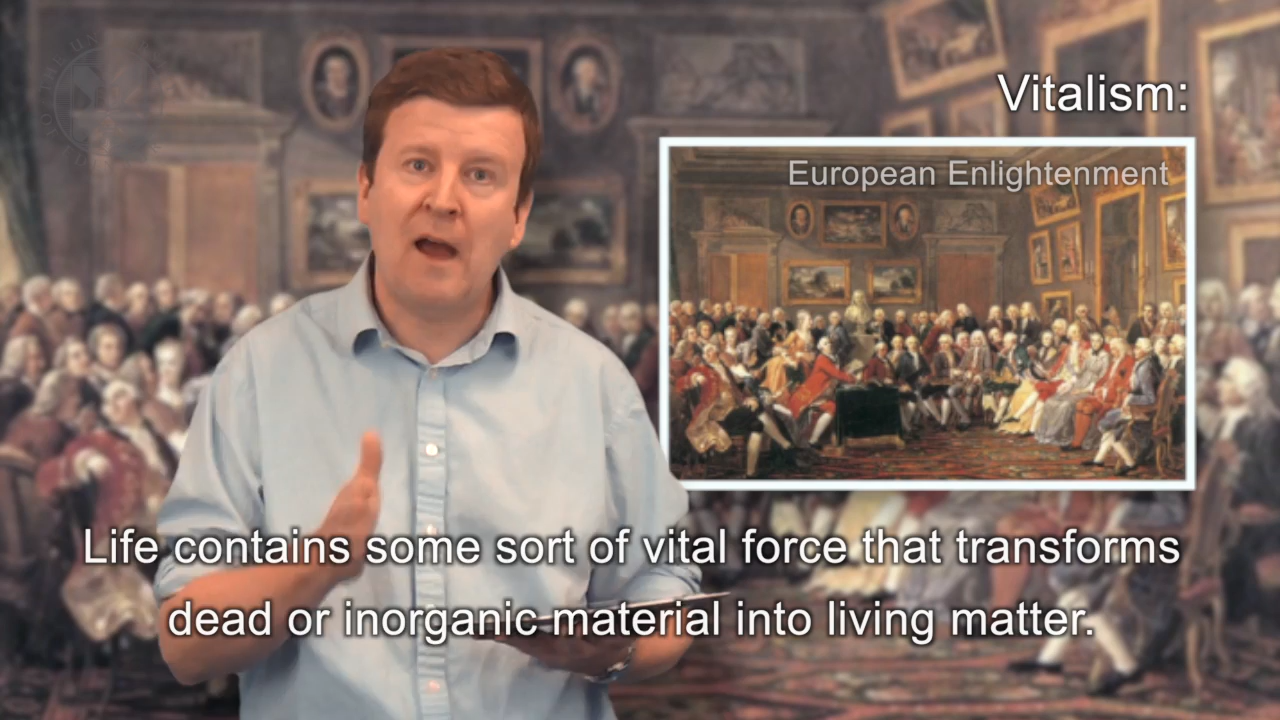 Vitalism:
European Enlightenment
Life contains some sort of vital force that transforms
dead or inorganic material into living matter.